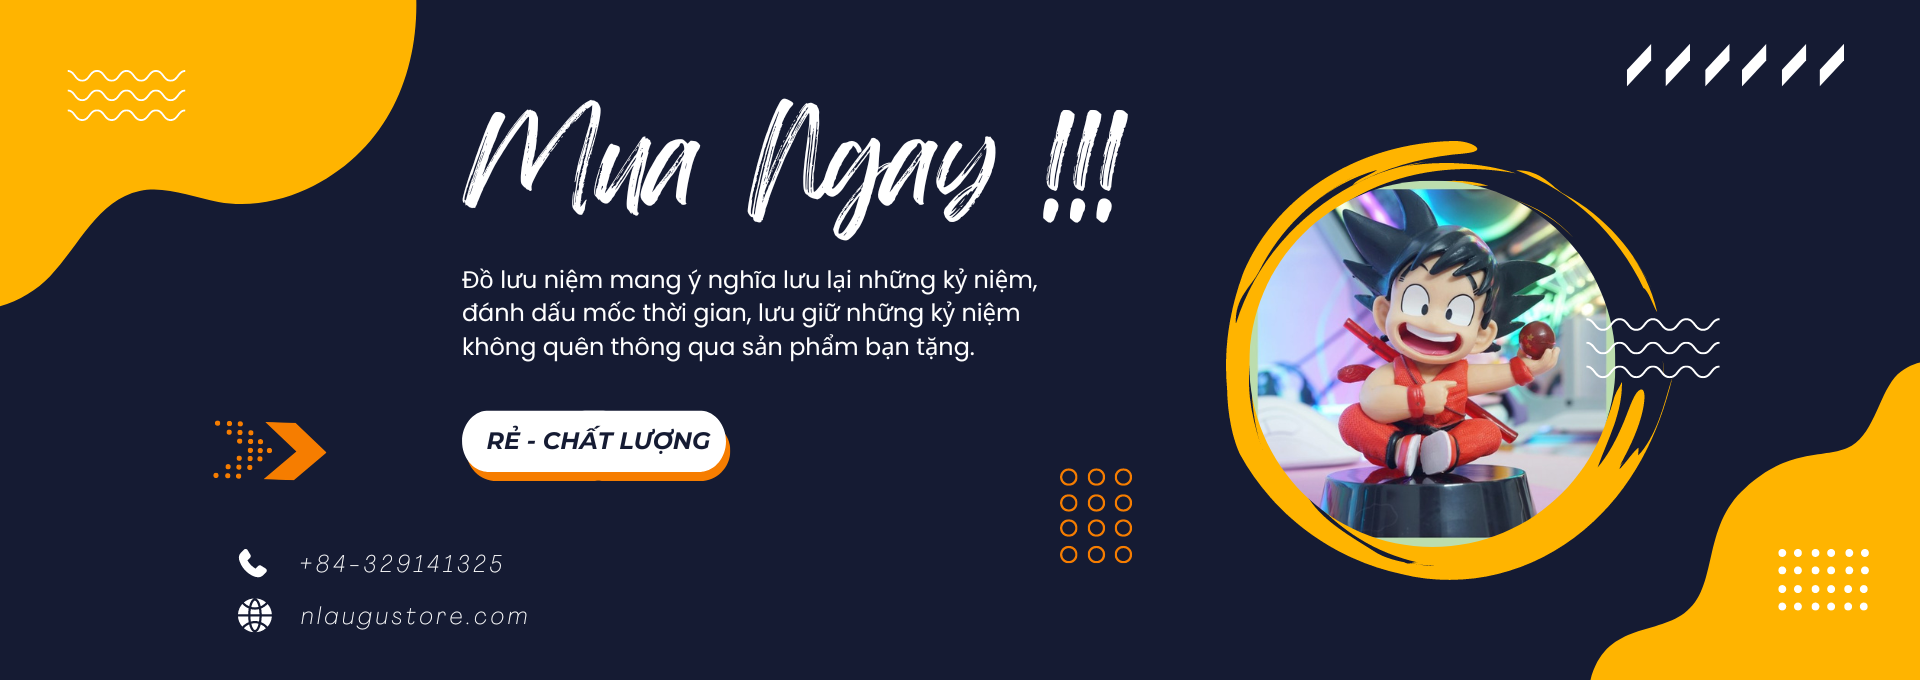 Mua Ngay !!!
Đồ lưu niệm mang ý nghĩa lưu lại những kỷ niệm,
đánh dấu mốc thời gian, lưu giữ những kỷ niệm
không quên thông qua sản phẩm bạn tặng.
RẺ - CHẤT LƯỢNG
+84-329141325
nlaugustore.com